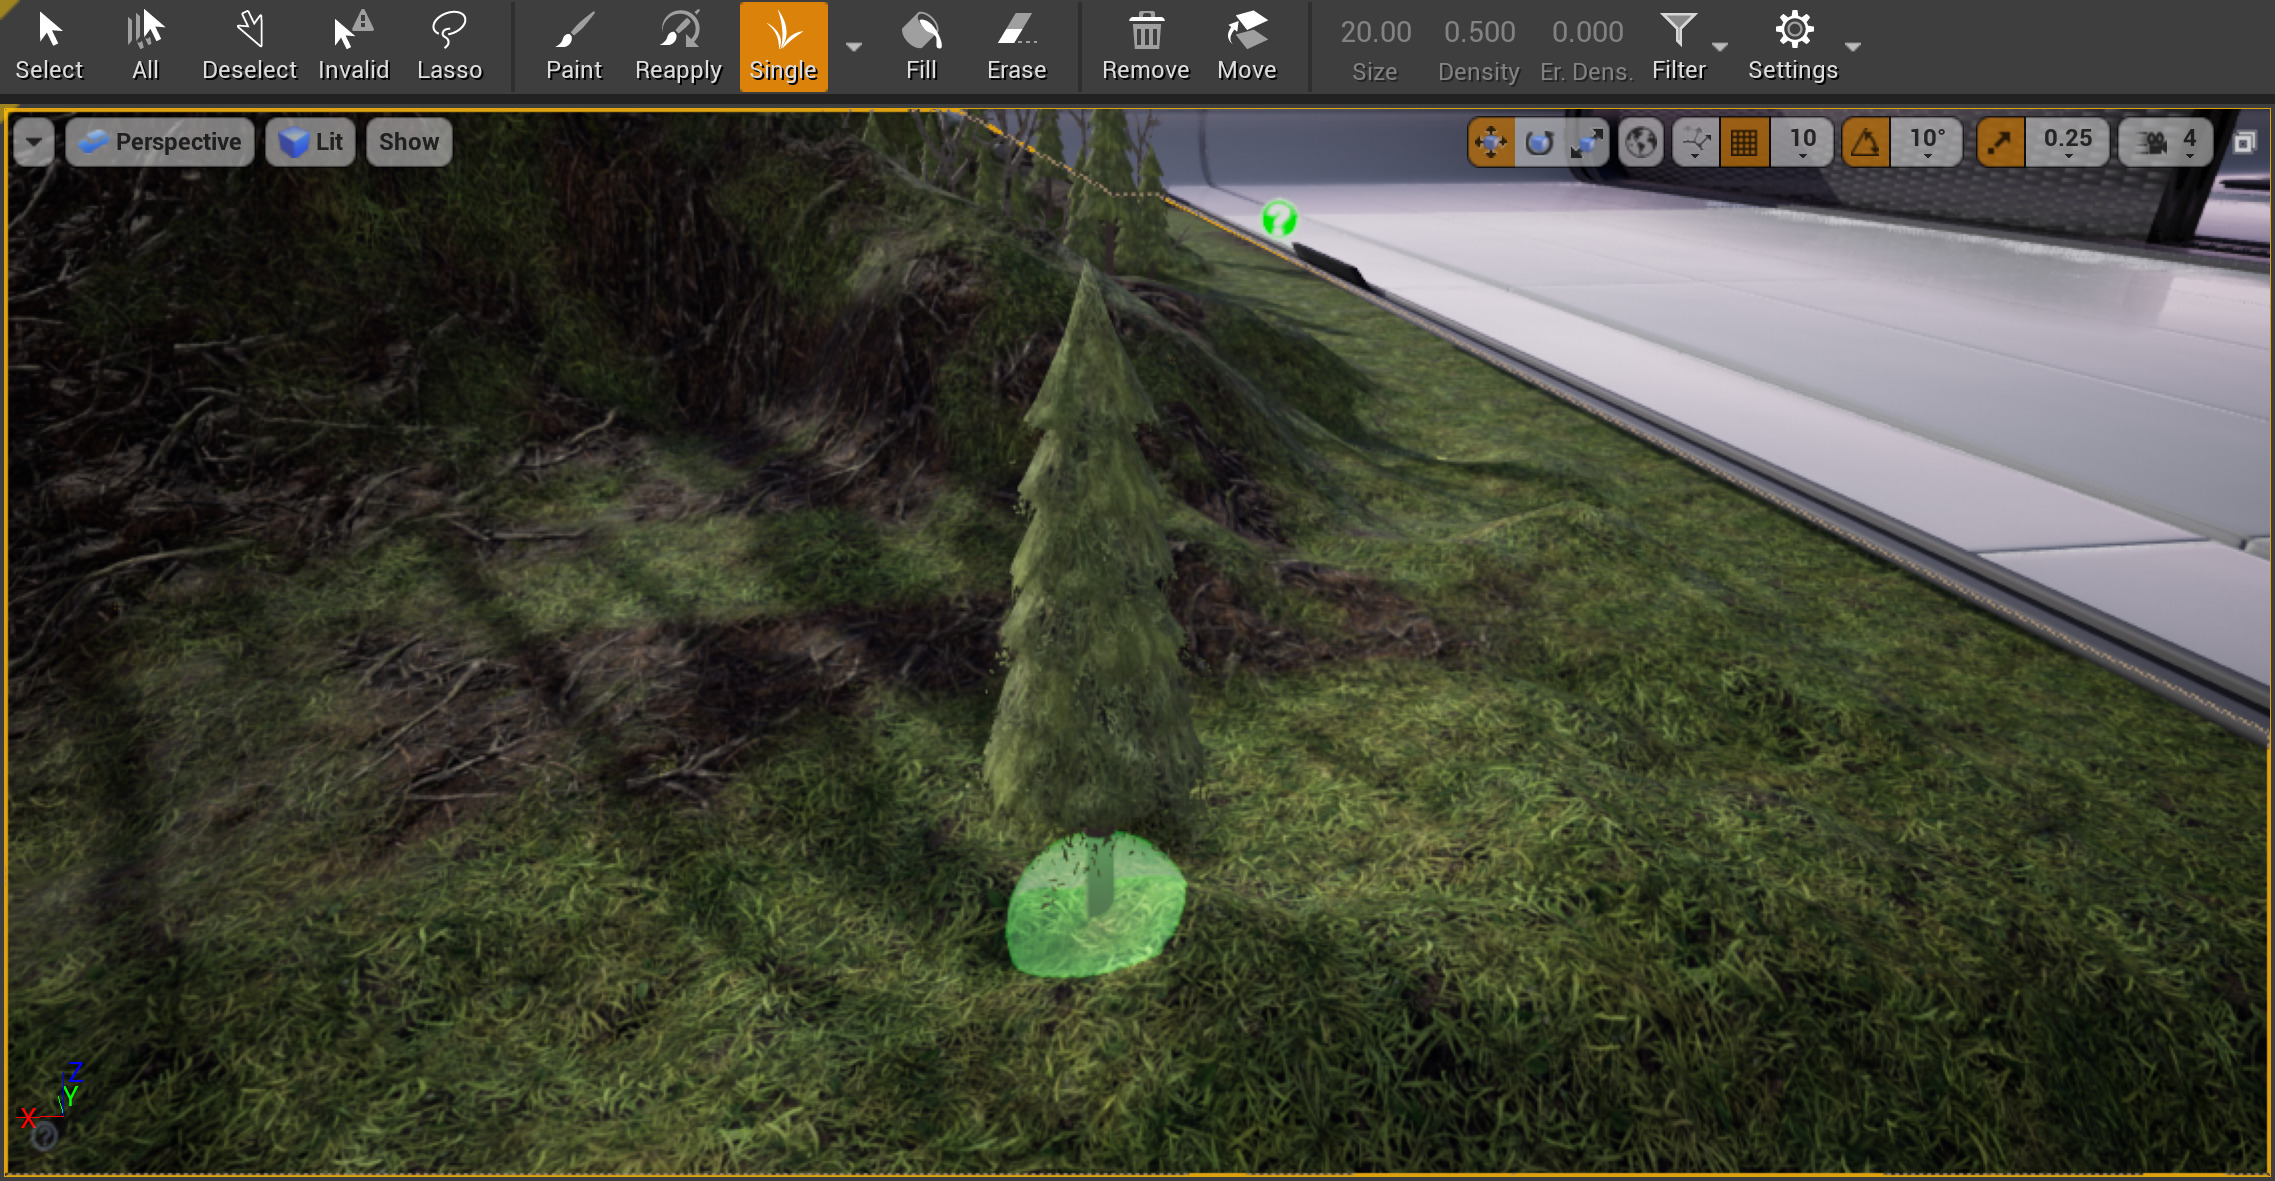 Select All Deselect Invalid Lasso Paint Reapply Single Fill Erase Remove Move 20.00 0.500 0.000 Filter Settings
Size Density Er. Dens.
Perspective Lit Show 10 10° 0.25 4
?
Z
Y
X
?